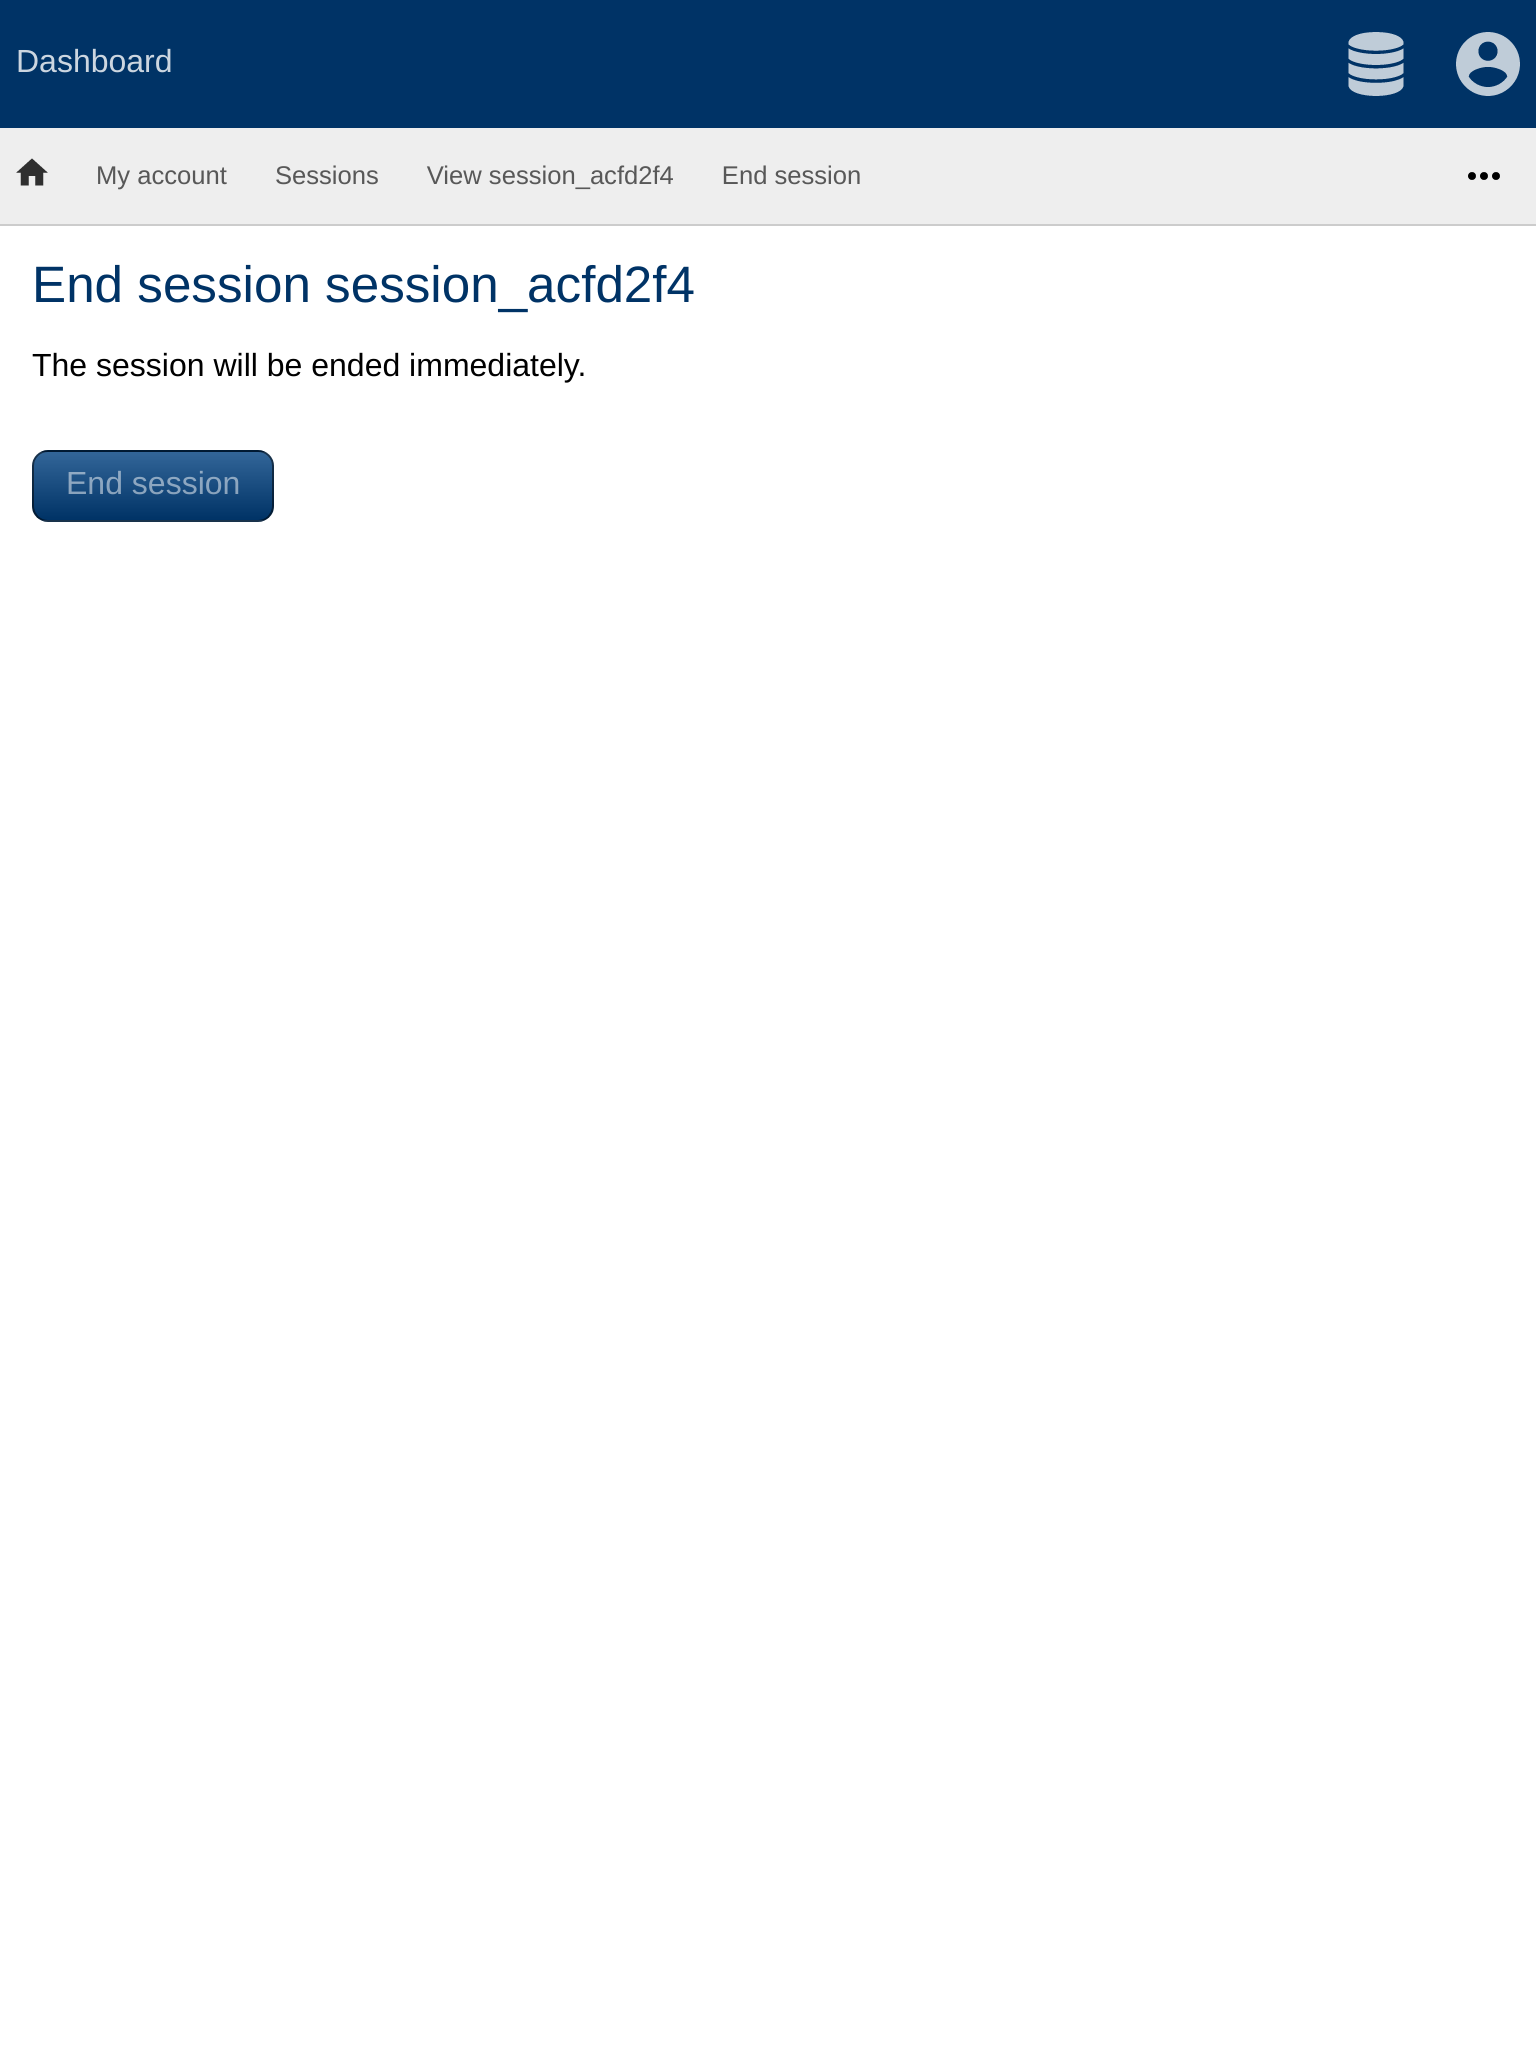 Dashboard
My account Sessions View session_acfd2f4 End session
End session session_acfd2f4
The session will be ended immediately.
End session